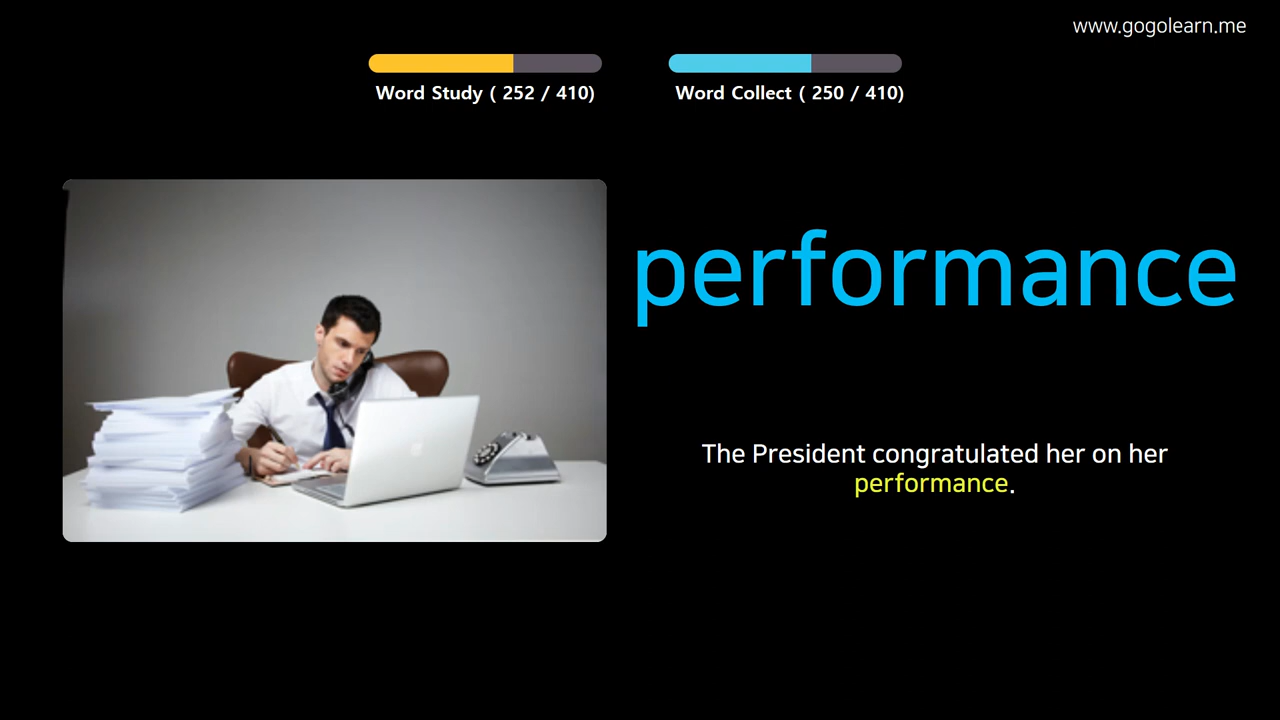 www.gogolearn.me
Word Study ( 252 / 410)
Word Collect ( 250 / 410)
performance
The President congratulated her on her
performance.